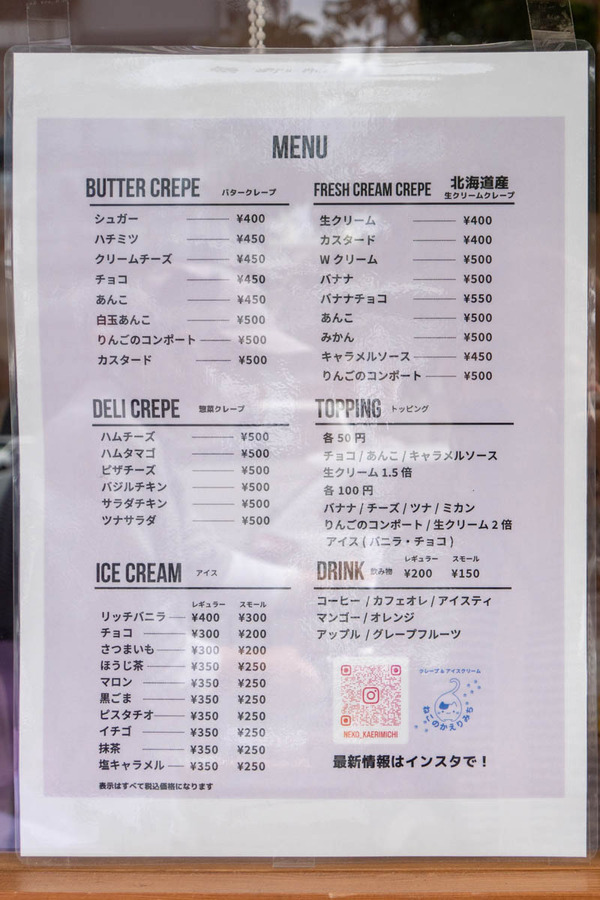 MENU
BUTTER CREPE バタークレープ
シュガー ¥400
ハチミツ ¥450
クリームチーズ ¥450
チョコ ¥450
あんこ ¥450
白玉あんこ ¥500
りんごのコンポート ¥500
カスタード ¥500
FRESH CREAM CREPE 北海道産 生クリームクレープ
生クリーム ¥400
カスタード ¥400
W クリーム ¥500
バナナ ¥500
バナナチョコ ¥550
あんこ ¥500
みかん ¥500
キャラメルソース ¥450
りんごのコンポート ¥500
DELI CREPE 惣菜クレープ
ハムチーズ ¥500
ハムタマゴ ¥500
ピザチーズ ¥500
バジルチキン ¥500
サラダチキン ¥500
ツナサラダ ¥500
TOPPING トッピング
各 50 円
チョコ / あんこ / キャラメルソース
生クリーム 1.5 倍
各 100 円
バナナ / チーズ / ツナ / ミカン
りんごのコンポート / 生クリーム 2 倍
アイス ( バニラ・チョコ )
ICE CREAM アイス
レギュラー スモール
リッチバニラ ¥400 ¥300
チョコ ¥300 ¥200
さつまいも ¥300 ¥200
ほうじ茶 ¥350 ¥250
マロン ¥350 ¥250
黒ごま ¥350 ¥250
ピスタチオ ¥350 ¥250
イチゴ ¥350 ¥250
抹茶 ¥350 ¥250
塩キャラメル ¥350 ¥250
表示はすべて税込価格になります
レギュラー スモール
DRINK 飲み物 ¥200 ¥150
コーヒー / カフェオレ / アイスティ
マンゴー / オレンジ
アップル / グレープフルーツ
NEKO_KAERIMICHI
クレープ & アイスクリーム
ねこのかえりみち
最新情報はインスタで！